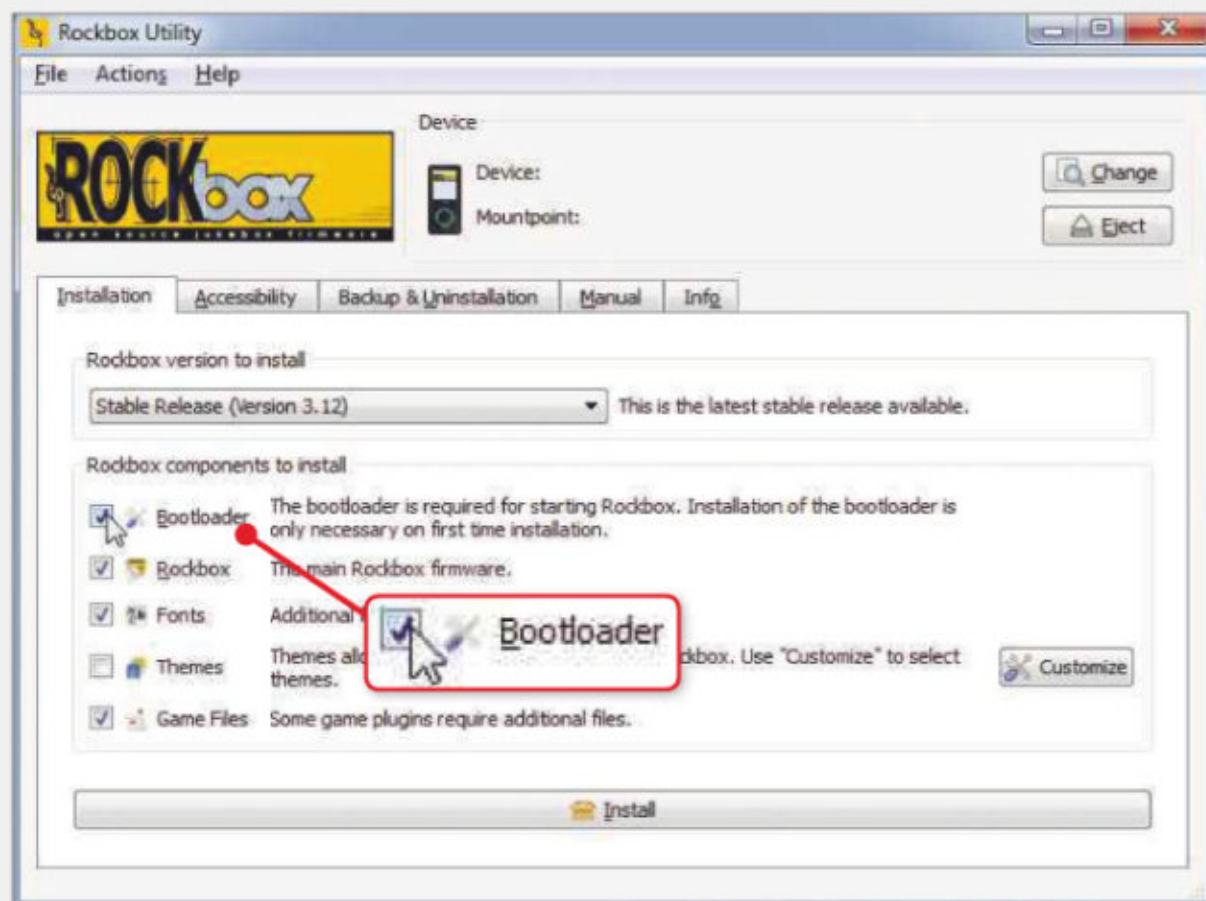 Rockbox Utility
File Actions Help
ROCKbox
open source jukebox firmware
Device
Device:
Mountpoint:
Change
Eject
Installation Accessibility Backup & Uninstallation Manual Info
Rockbox version to install
Stable Release (Version 3.12) This is the latest stable release available.
Rockbox components to install
Bootloader The bootloader is required for starting Rockbox. Installation of the bootloader is
only necessary on first time installation.
Rockbox The main Rockbox firmware.
Fonts Additional
Bootloader
Themes Themes
themes. Use "Customize" to select
Customize
Game Files Some game plugins require additional files.
Install